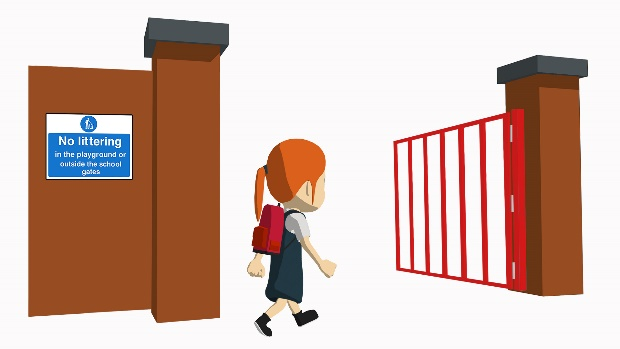 No littering
in the playground or
outside the school
gates